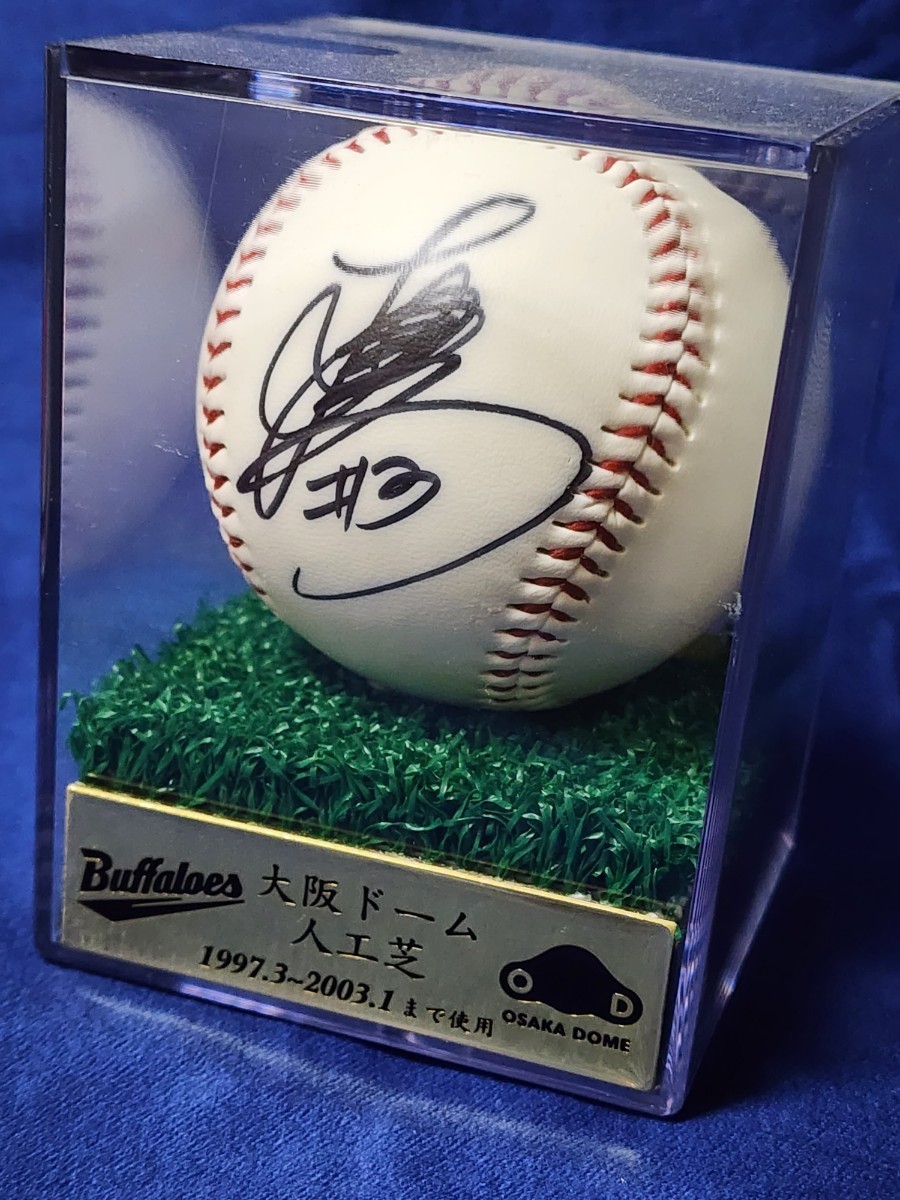 #3
Buffaloes
大阪ドーム
人工芝
1997.3~2003.1まで使用
O D
OSAKA DOME